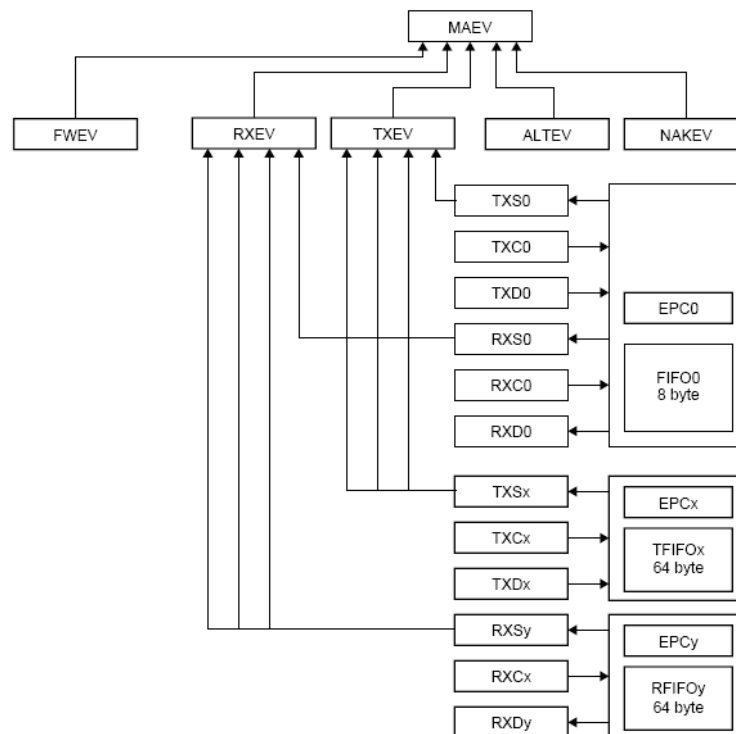 MAEV
FWEV
RXEV
TXEV
ALTEV
NAKEV
TXS0
TXC0
TXD0
EPC0
RXS0
FIFO0
8 byte
RXC0
RXD0
TXSx
EPCx
TXCx
TFIFOx
64 byte
TXDx
RXSy
EPCy
RXCx
RFIFOy
64 byte
RXDy